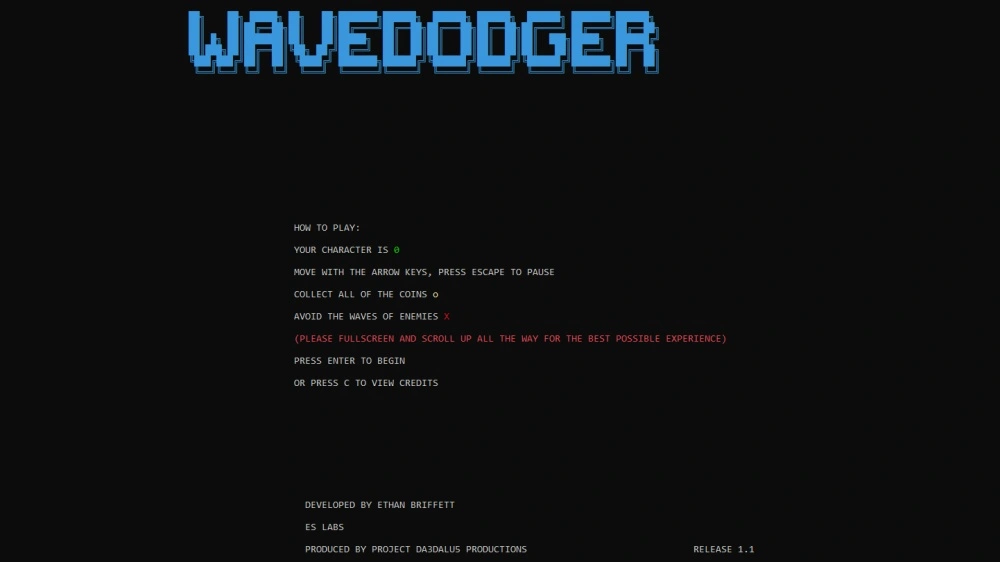 WAVEDODGER
HOW TO PLAY:
YOUR CHARACTER IS 0
MOVE WITH THE ARROW KEYS, PRESS ESCAPE TO PAUSE
COLLECT ALL OF THE COINS o
AVOID THE WAVES OF ENEMIES X
(PLEASE FULLSCREEN AND SCROLL UP ALL THE WAY FOR THE BEST POSSIBLE EXPERIENCE)
PRESS ENTER TO BEGIN
OR PRESS C TO VIEW CREDITS
DEVELOPED BY ETHAN BRIFFETT
ES LABS
PRODUCED BY PROJECT DA3DALU5 PRODUCTIONS
RELEASE 1.1